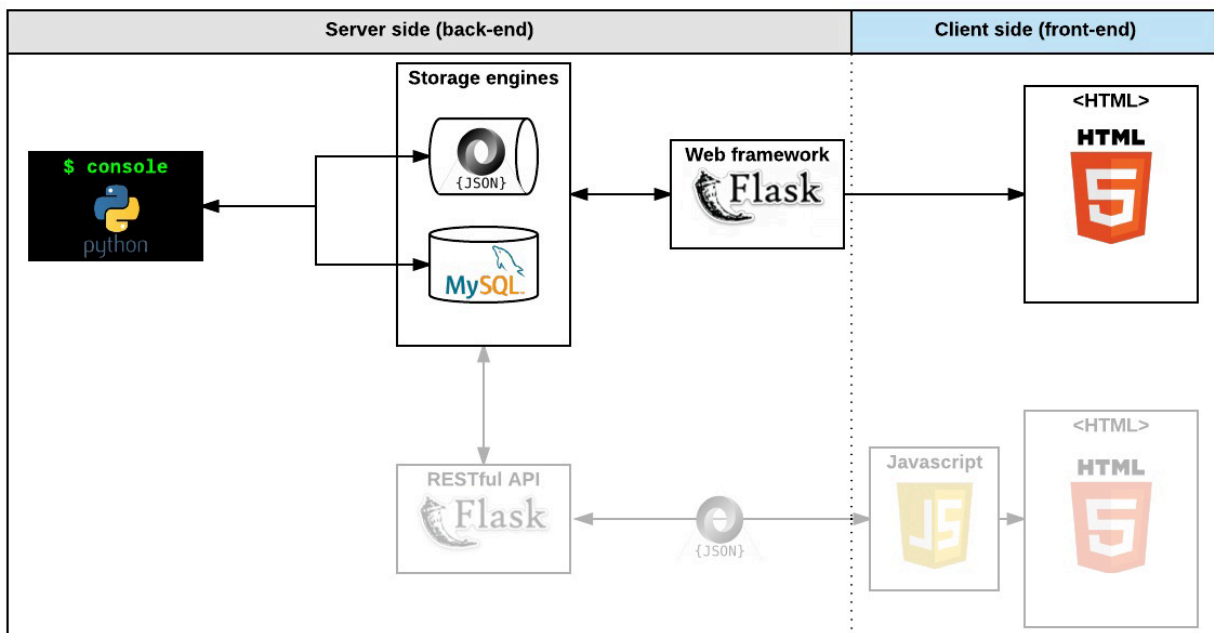 Server side (back-end)
Client side (front-end)
Storage engines
{JSON}
MySQL
$ console
python
Web framework
Flask
<HTML>
HTML
5
RESTful API
Flask
{JSON}
Javascript
JS
<HTML>
HTML
5